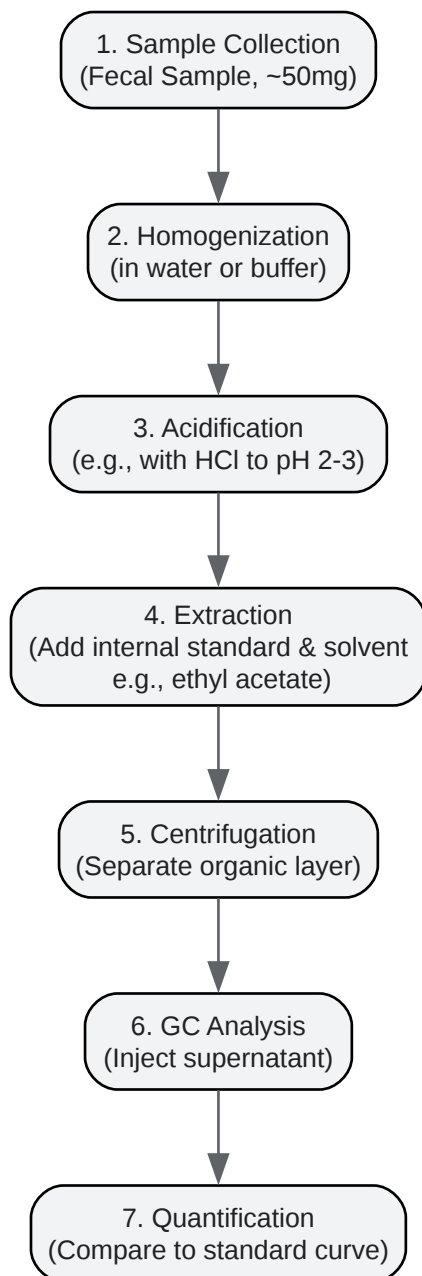 1. Sample Collection
(Fecal Sample, ~50mg)
2. Homogenization
(in water or buffer)
3. Acidification
(e.g., with HCl to pH 2-3)
4. Extraction
(Add internal standard & solvent
e.g., ethyl acetate)
5. Centrifugation
(Separate organic layer)
6. GC Analysis
(Inject supernatant)
7. Quantification
(Compare to standard curve)